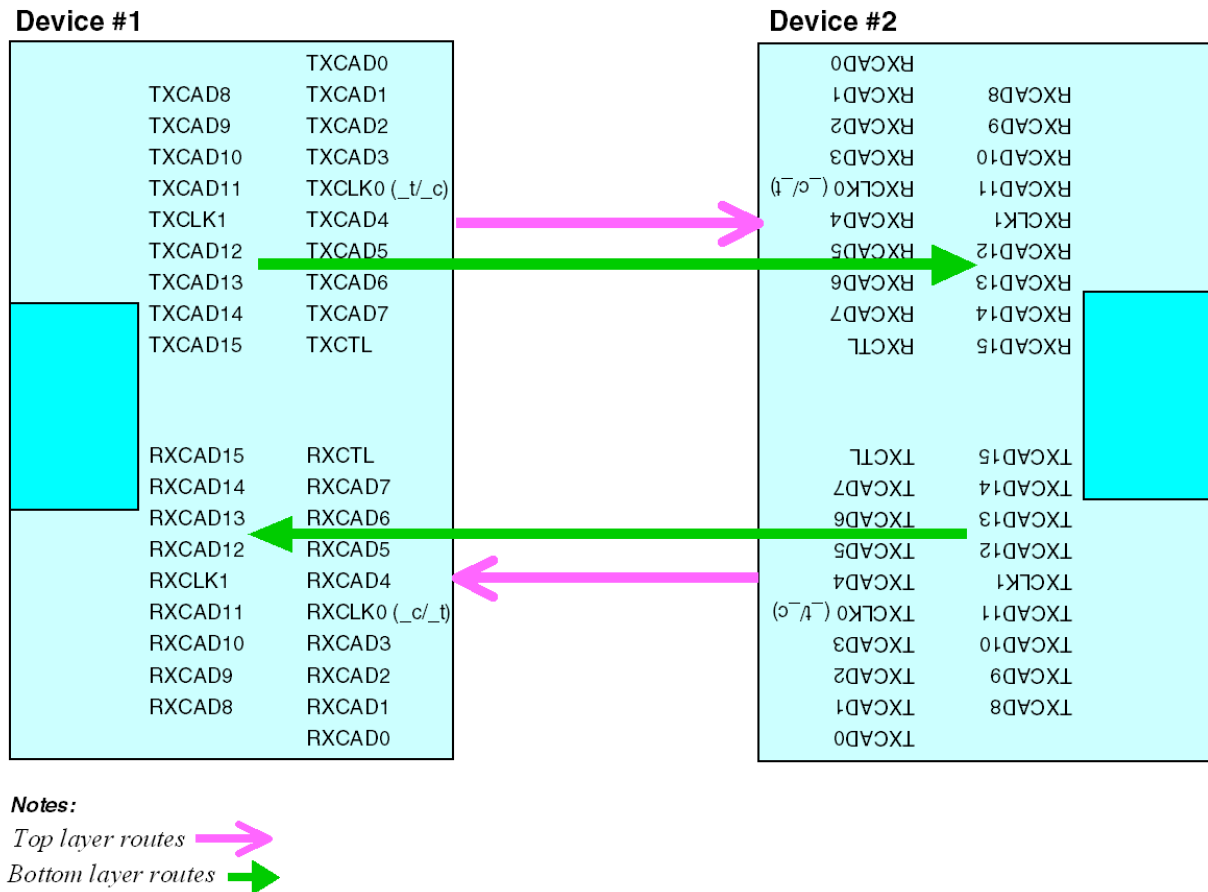 Device #1
TXCAD0
TXCAD8 TXCAD1
TXCAD9 TXCAD2
TXCAD10 TXCAD3
TXCAD11 TXCLK0 (_t/_c)
TXCLK1 TXCAD4
TXCAD12 TXCAD5
TXCAD13 TXCAD6
TXCAD14 TXCAD7
TXCAD15 TXCTL
RXCAD15 RXCTL
RXCAD14 RXCAD7
RXCAD13 RXCAD6
RXCAD12 RXCAD5
RXCLK1 RXCAD4
RXCAD11 RXCLK0 (_c/_t)
RXCAD10 RXCAD3
RXCAD9 RXCAD2
RXCAD8 RXCAD1
RXCAD0
Device #2
RXCAD0
RXCAD1 RXCAD8
RXCAD2 RXCAD9
RXCAD3 RXCAD10
RXCLK0 (_c/_t) RXCAD11
RXCAD4 RXCLK1
RXCAD5 RXCAD12
RXCAD6 RXCAD13
RXCAD7 RXCAD14
RXCTL RXCAD15
TXCTL TXCAD15
TXCAD7 TXCAD14
TXCAD6 TXCAD13
TXCAD5 TXCAD12
TXCAD4 TXCLK1
TXCLK0 (_t/_c) TXCAD11
TXCAD3 TXCAD10
TXCAD2 TXCAD9
TXCAD1 TXCAD8
TXCAD0
Notes:
Top layer routes
Bottom layer routes